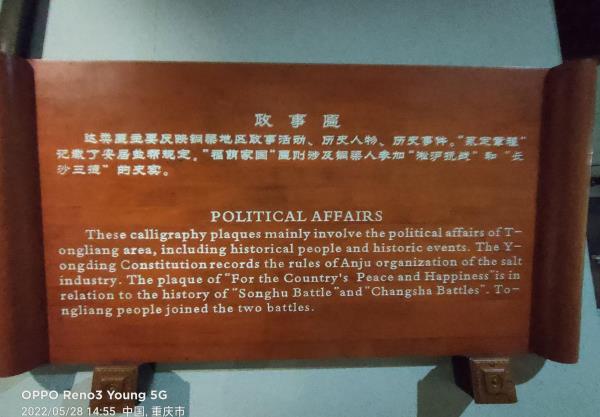 政事匾
这类匾主要反映铜梁地区政事活动、历史人物、历史事件。“永定章程”
记载了安居盐帮规定。“福荫家国”匾则涉及铜梁人参加“淞沪抗战”和“长
沙三捷”的史实。
POLITICAL AFFAIRS
These calligraphy plaques mainly involve the political affairs of T-
ongliang area, including historical people and historic events. The Y-
ongding Constitution records the rules of Anju organization of the salt
industry. The plaque of "For the Country's Peace and Happiness"is in
relation to the history of "Songhu Battle"and "Changsha Battles". To-
ngliang people joined the two battles.
OPPO Reno3 Young 5G
2022/05/28 14:55 中国, 重庆市